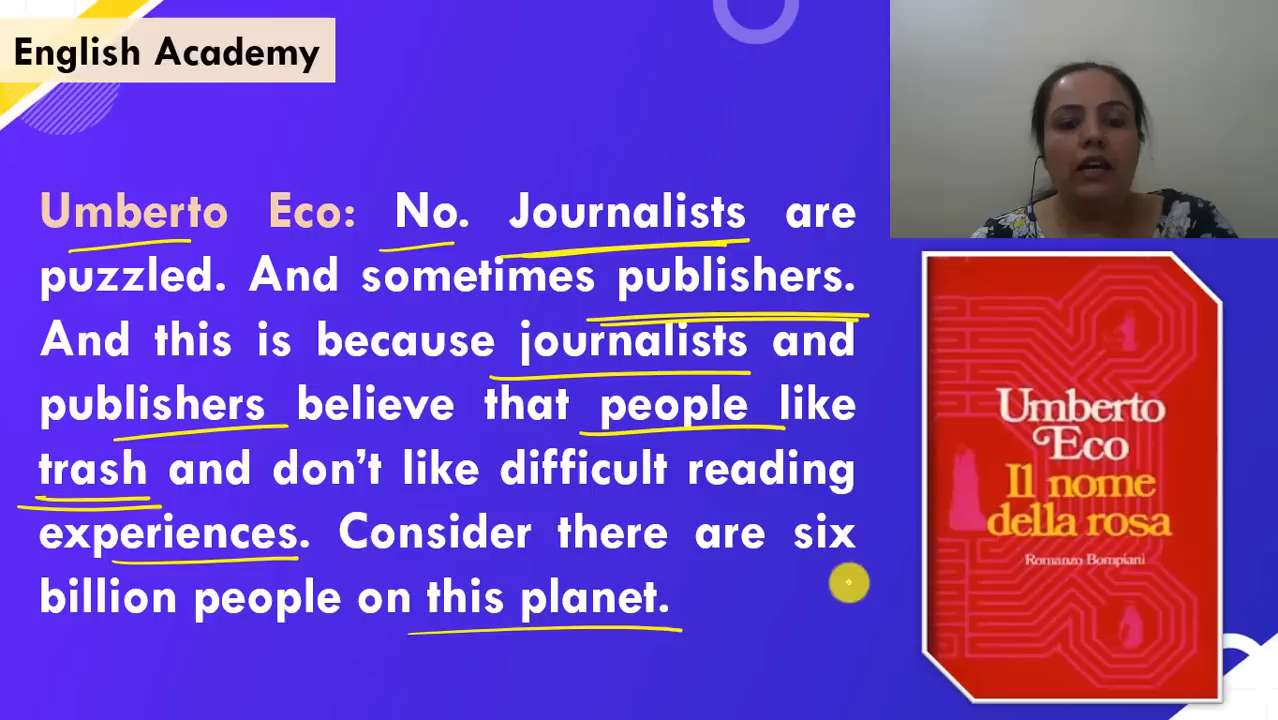 English Academy
Umberto Eco: No. Journalists are
puzzled. And sometimes publishers.
And this is because journalists and
publishers believe that people like
trash and don’t like difficult reading
experiences. Consider there are six
billion people on this planet.
Umberto
Eco
Il nome
della rosa
Romanzo Bompiani